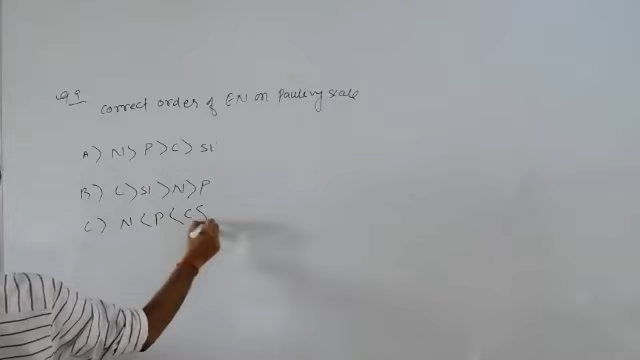 Q9
correct order of EN on Pauling scale
A) N > P > C > Si
B) C > Si > N > P
C) N < P < C <